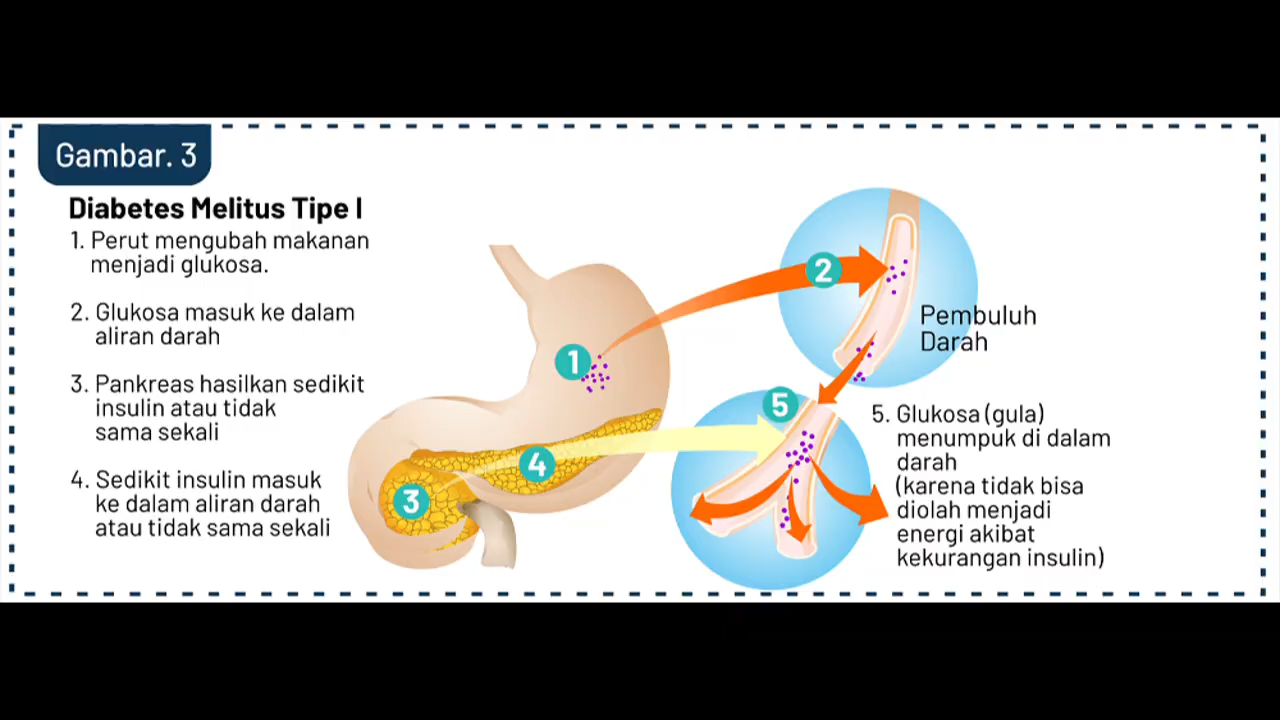 Gambar. 3
Diabetes Melitus Tipe I
1. Perut mengubah makanan
menjadi glukosa.
2. Glukosa masuk ke dalam
aliran darah
3. Pankreas hasilkan sedikit
insulin atau tidak
sama sekali
4. Sedikit insulin masuk
ke dalam aliran darah
atau tidak sama sekali
1
2
3
4
5
Pembuluh
Darah
5. Glukosa (gula)
menumpuk di dalam
darah
(karena tidak bisa
diolah menjadi
energi akibat
kekurangan insulin)